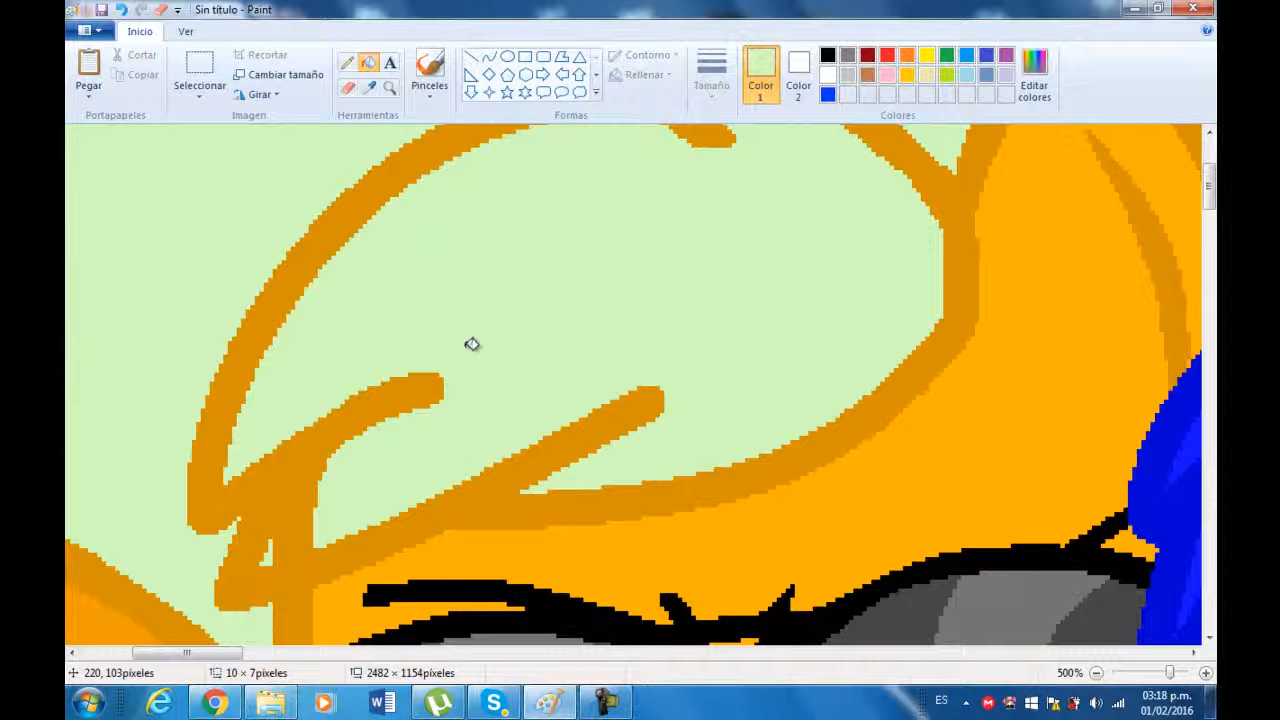 Sin título - Paint
Inicio
Ver
Pegar
Cortar
Copiar
Portapapeles
Seleccionar
Recortar
Cambiar tamaño
Girar
Imagen
A
Herramientas
Pinceles
Contorno
Rellenar
Formas
Tamaño
Color
1
Color
2
Editar
colores
Colores
220, 103píxeles
10 × 7píxeles
2482 × 1154píxeles
500%
ES
03:18 p.m.
01/02/2016